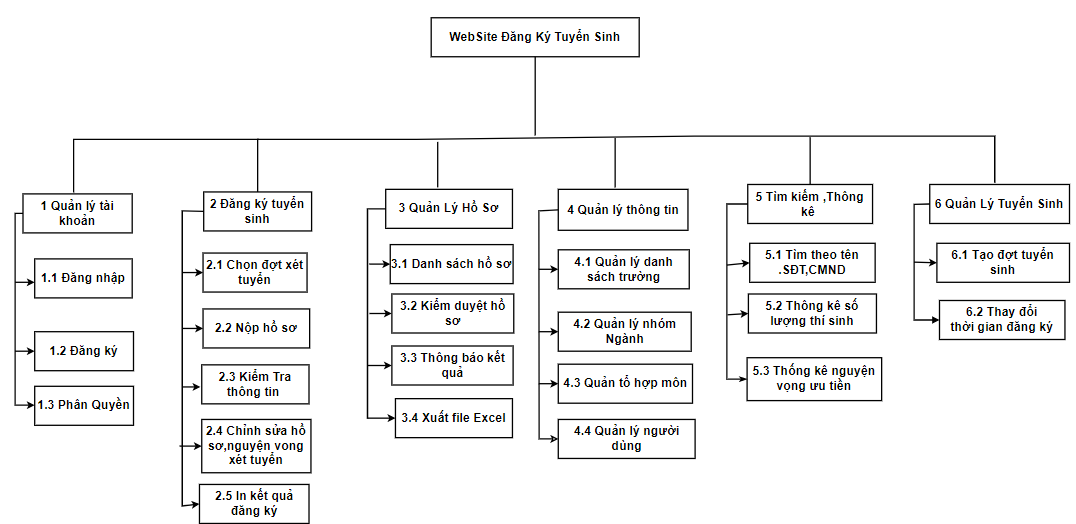 WebSite Đăng Ký Tuyển Sinh
1 Quản lý tài
khoản
1.1 Đăng nhập
1.2 Đăng ký
1.3 Phân Quyền
2 Đăng ký tuyển
sinh
2.1 Chọn đợt xét
tuyển
2.2 Nộp hồ sơ
2.3 Kiểm Tra
thông tin
2.4 Chỉnh sửa hồ
sơ,nguyện vong
xét tuyển
2.5 In kết quả
đăng ký
3 Quản Lý Hồ Sơ
3.1 Danh sách hồ sơ
3.2 Kiểm duyệt hồ
sơ
3.3 Thông báo kết
quả
3.4 Xuất file Excel
4 Quản lý thông tin
4.1 Quản lý danh
sách trường
4.2 Quản lý nhóm
Ngành
4.3 Quản tổ hợp môn
4.4 Quản lý người
dùng
5 Tìm kiếm ,Thông
kê
5.1 Tìm theo tên
.SĐT,CMND
5.2 Thông kê số
lượng thí sinh
5.3 Thống kê nguyện
vọng ưu tiền
6 Quản Lý Tuyển Sinh
6.1 Tạo đợt tuyển
sinh
6.2 Thay đổi
thời gian đăng ký